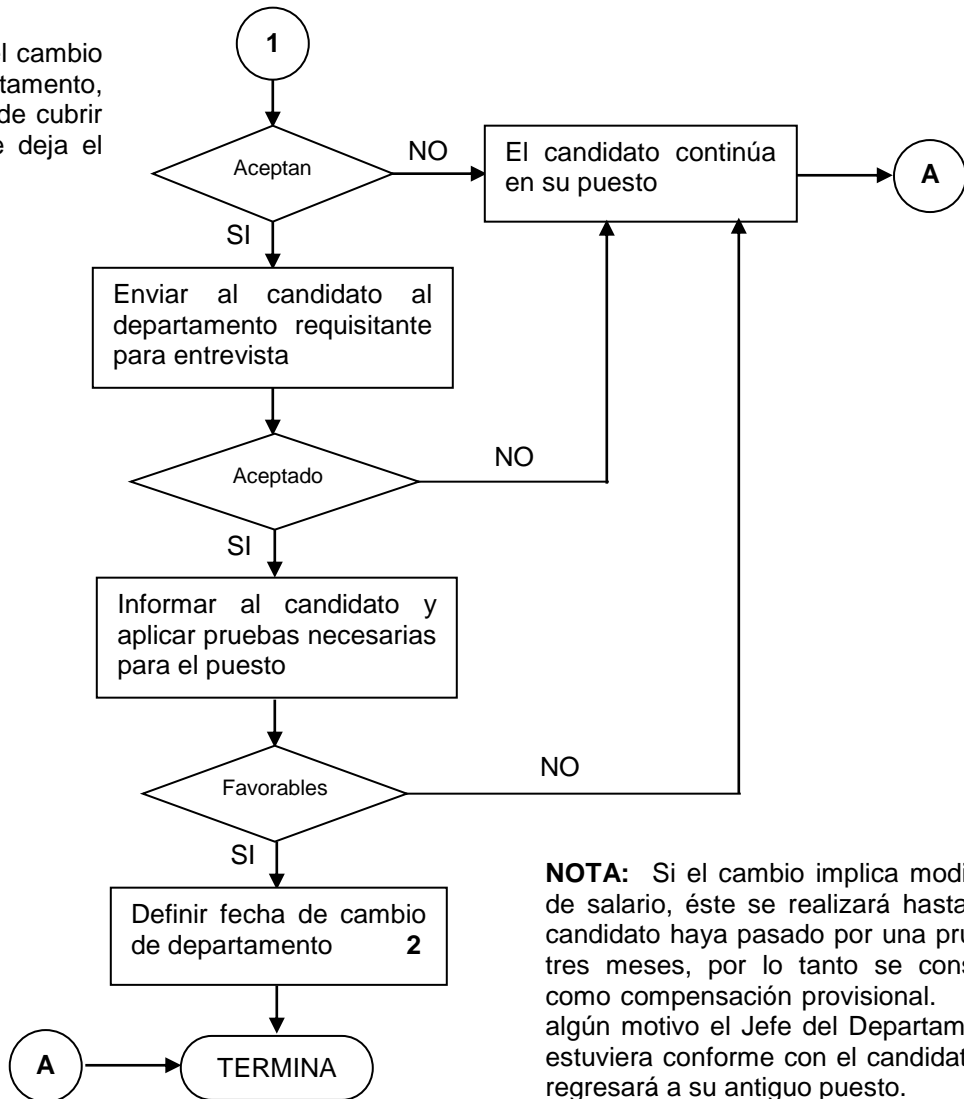 1
l cambio
tamento,
de cubrir
deja el
Aceptan
NO
El candidato continúa
en su puesto
A
SI
Enviar al candidato al
departamento requisitante
para entrevista
Aceptado
NO
SI
Informar al candidato y
aplicar pruebas necesarias
para el puesto
Favorables
NO
SI
Definir fecha de cambio
de departamento 2
A
TERMINA
NOTA: Si el cambio implica modi
de salario, éste se realizará hasta
candidato haya pasado por una pru
tres meses, por lo tanto se cons
como compensación provisional.
algún motivo el Jefe del Departam
estuviera conforme con el candidat
regresará a su antiguo puesto.